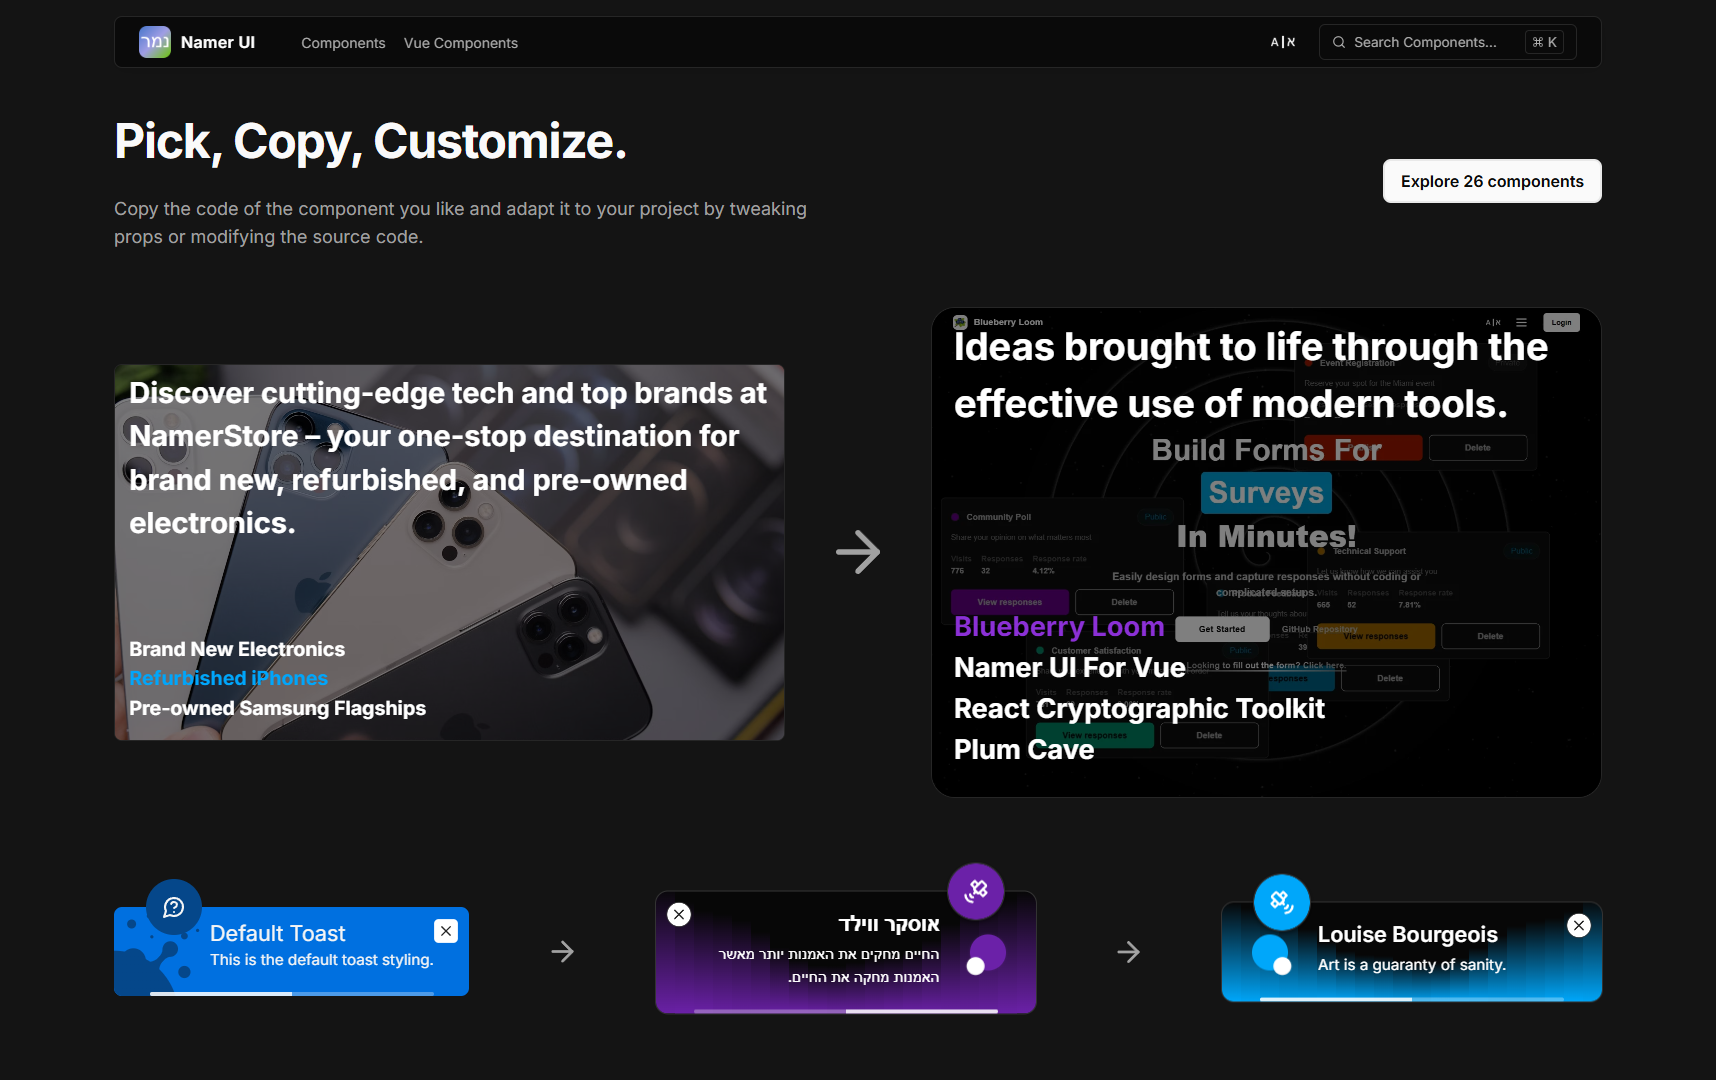 נמר
Namer UI
Components
Vue Components
A|א
Search Components...
⌘ K
Pick, Copy, Customize.
Explore 26 components
Copy the code of the component you like and adapt it to your project by tweaking
props or modifying the source code.
Discover cutting-edge tech and top brands at
NamerStore – your one-stop destination for
brand new, refurbished, and pre-owned
electronics.
Brand New Electronics
Refurbished iPhones
Pre-owned Samsung Flagships
Blueberry Loom
A|א
Login
Ideas brought to life through the
effective use of modern tools.
Event Registration
Reserve your spot for the Miami event
Delete
Build Forms For
Surveys
In Minutes!
Community Poll
Public
Share your opinion on what matters most
Visits Responses Response rate
775 32 4.12%
View responses
Delete
Technical Support
Public
Let us know how we can assist you
Visits Responses Response rate
668 52 7.81%
View responses
Delete
Easily design forms and capture responses without coding or
complicated setups.
Tell us your thoughts abou
39
Get Started
GitHub Repository
Looking to fill out the form? Click here.
Customer Satisfaction
Public
Visits Responses Response rate
View responses
Delete
responses
Delete
Blueberry Loom
Namer UI For Vue
React Cryptographic Toolkit
Plum Cave
Default Toast
This is the default toast styling.
אוסקר ווילד
החיים מחקים את האמנות יותר מאשר
האמנות מחקה את החיים.
Louise Bourgeois
Art is a guaranty of sanity.